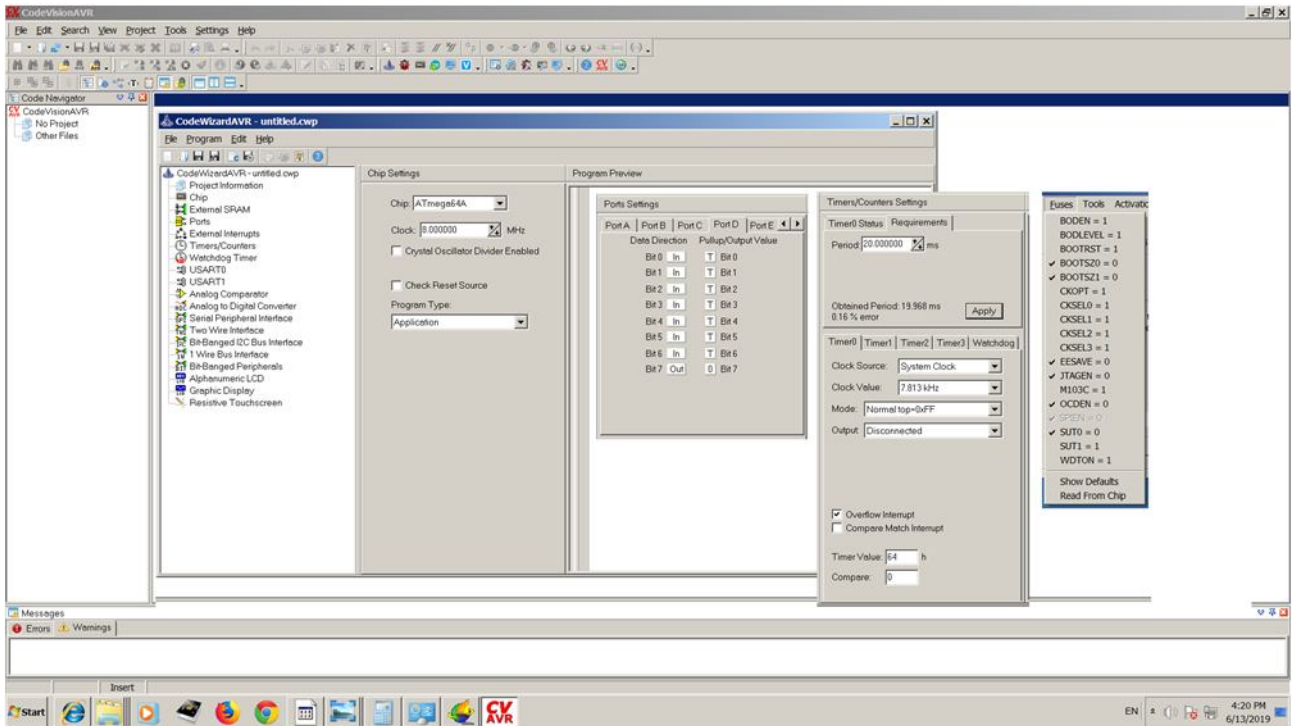 CodeVisionAVR
File Edit Search View Project Tools Settings Help
Code Navigator
CodeVisionAVR
No Project
Other Files
CodeWizardAVR - untitled.cwp
File Program Edit Help
CodeWizardAVR - untitled.cwp
Project Information
Chip
External SRAM
Ports
External Interrupts
Timers/Counters
Watchdog Timer
USART0
USART1
Analog Comparator
Analog to Digital Converter
Serial Peripheral Interface
Two Wire Interface
Bit-Banged I2C Bus Interface
1 Wire Bus Interface
Bit-Banged Peripherals
Alphanumeric LCD
Graphic Display
Resistive Touchscreen
Chip Settings
Chip: ATmega64A
Clock: 8.000000 MHz
Crystal Oscillator Divider Enabled
Check Reset Source
Program Type:
Application
Program Preview
Ports Settings
Port A Port B Port C Port D Port E
Data Direction Pullup/Output Value
Bit 0 In T Bit 0
Bit 1 In T Bit 1
Bit 2 In T Bit 2
Bit 3 In T Bit 3
Bit 4 In T Bit 4
Bit 5 In T Bit 5
Bit 6 In T Bit 6
Bit 7 Out 0 Bit 7
Timers/Counters Settings
Timer0 Status Requirements
Period: 20.000000 ms
Obtained Period: 19.968 ms
0.16 % error
Apply
Timer0 Timer1 Timer2 Timer3 Watchdog
Clock Source: System Clock
Clock Value: 7.813 kHz
Mode: Normal top=0xFF
Output: Disconnected
Overflow Interrupt
Compare Match Interrupt
Timer Value: 64 h
Compare: 0
Fuses Tools Activatic
BODEN = 1
BODLEVEL = 1
BOOTRST = 1
BOOTSZ0 = 0
BOOTSZ1 = 0
CKOPT = 1
CKSEL0 = 1
CKSEL1 = 1
CKSEL2 = 1
CKSEL3 = 1
EESAVE = 0
JTAGEN = 0
M103C = 1
OCDEN = 0
SPIEN = 0
SUT0 = 0
SUT1 = 1
WDTON = 1
Show Defaults
Read From Chip
Messages
Errors Warnings
Insert
Start
CV
AVR
EN
4:20 PM
6/13/2019